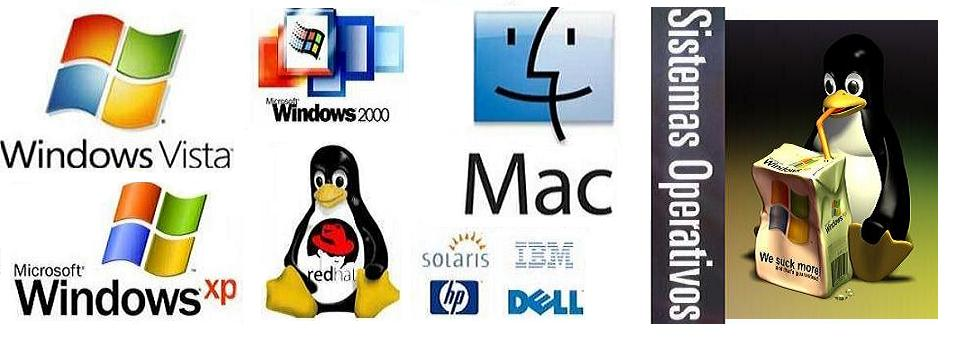 Windows Vista
Microsoft
Windows 2000
Mac
Microsoft
Windows xp
redhat
solaris
IBM
hp
DELL
Sistemas Operativos
Windows
We suck more